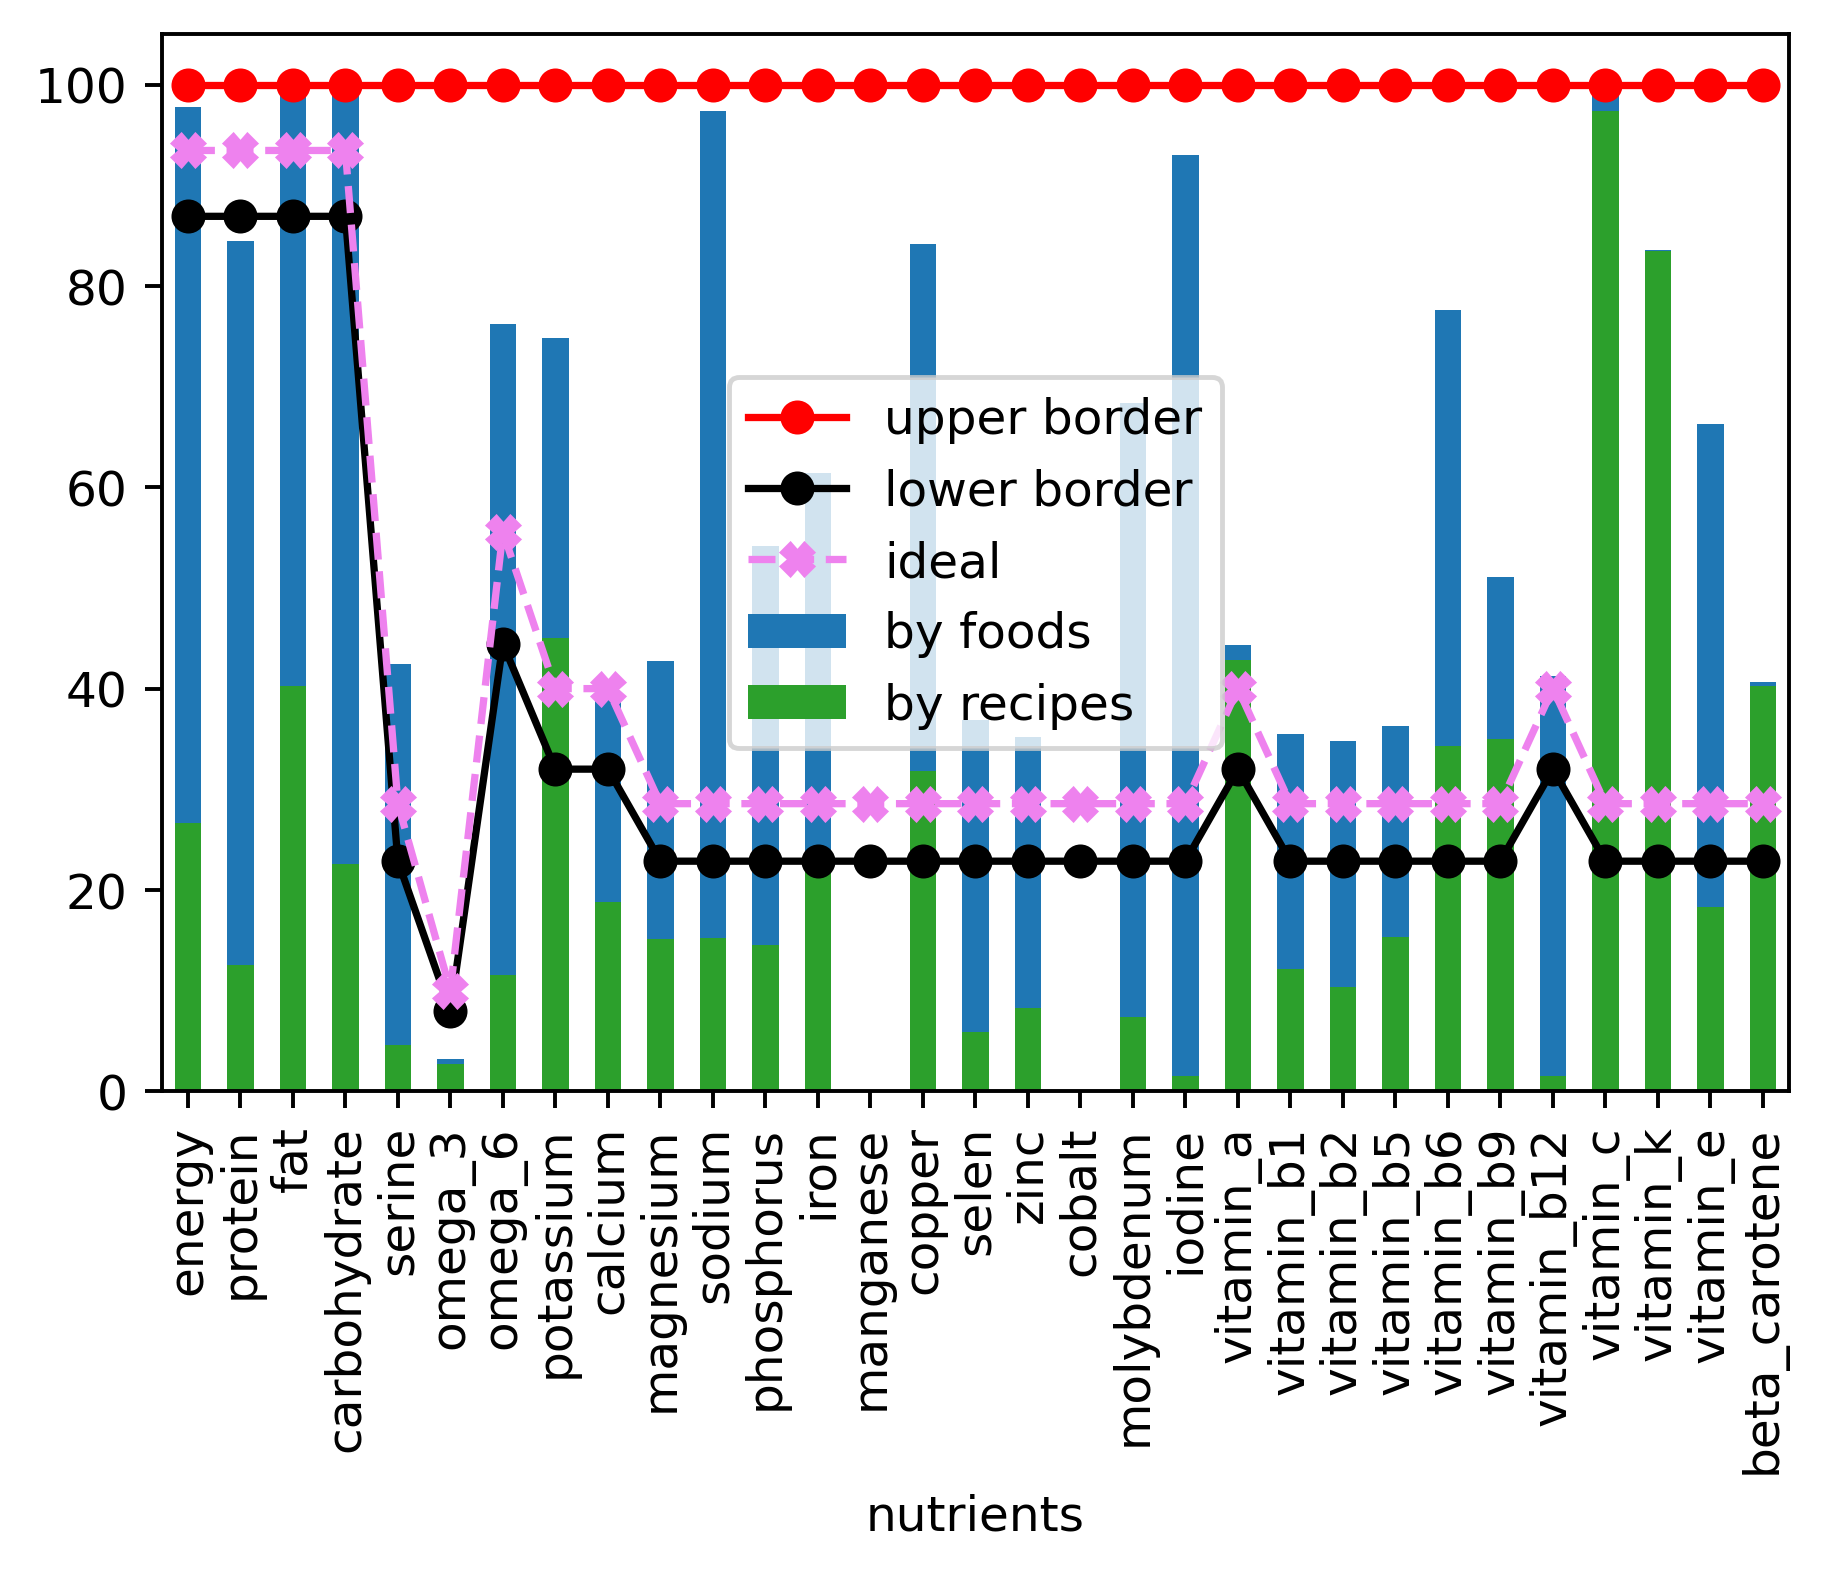 100
80
60
40
20
0
upper border
lower border
ideal
by foods
by recipes
energy
protein
fat
carbohydrate
serine
omega_3
omega_6
potassium
calcium
magnesium
sodium
phosphorus
iron
manganese
copper
selen
zinc
cobalt
molybdenum
iodine
vitamin_a
vitamin_b1
vitamin_b2
vitamin_b5
vitamin_b6
vitamin_b9
vitamin_b12
vitamin_c
vitamin_k
vitamin_e
beta_carotene
nutrients